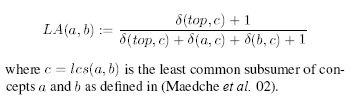 LA(a, b) := δ(top, c) + 1 / δ(top, c) + δ(a, c) + δ(b, c) + 1
where c = lcs(a, b) is the least common subsumer of con-
cepts a and b as defined in (Maedche et al. 02).